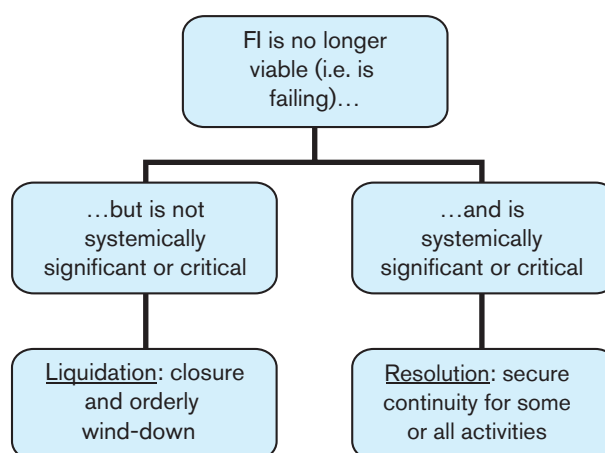 FI is no longer
viable (i.e. is
failing)…
…but is not
systemically
significant or critical
…and is
systemically
significant or critical
Liquidation: closure
and orderly
wind-down
Resolution: secure
continuity for some
or all activities